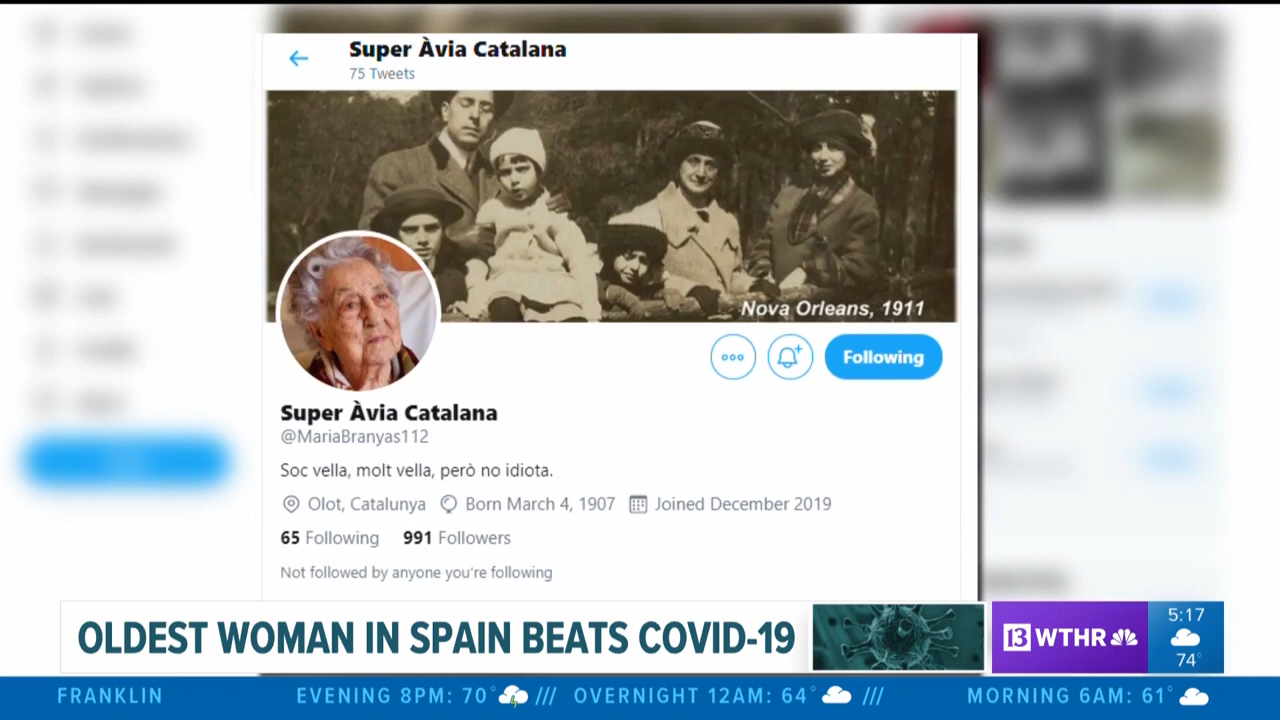 Super Àvia Catalana
75 Tweets
Nova Orleans, 1911
Following
Super Àvia Catalana
@MariaBranyas112
Soc vella, molt vella, però no idiota.
Olot, Catalunya Born March 4, 1907 Joined December 2019
65 Following 991 Followers
Not followed by anyone you're following
OLDEST WOMAN IN SPAIN BEATS COVID-19
13 WTHR
5:17
74°
FRANKLIN EVENING 8PM: 70° /// OVERNIGHT 12AM: 64° /// MORNING 6AM: 61°